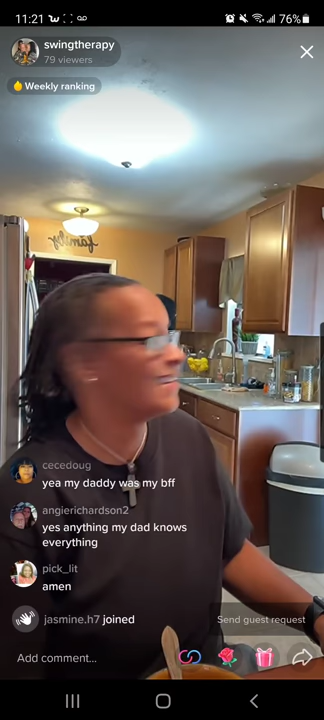 11:21
76%
swingtherapy
79 viewers
Weekly ranking
family
cecedoug
yea my daddy was my bff
angierichardson2
yes anything my dad knows
everything
pick_lit
amen
jasmine.h7 joined
Send guest request
Add comment...